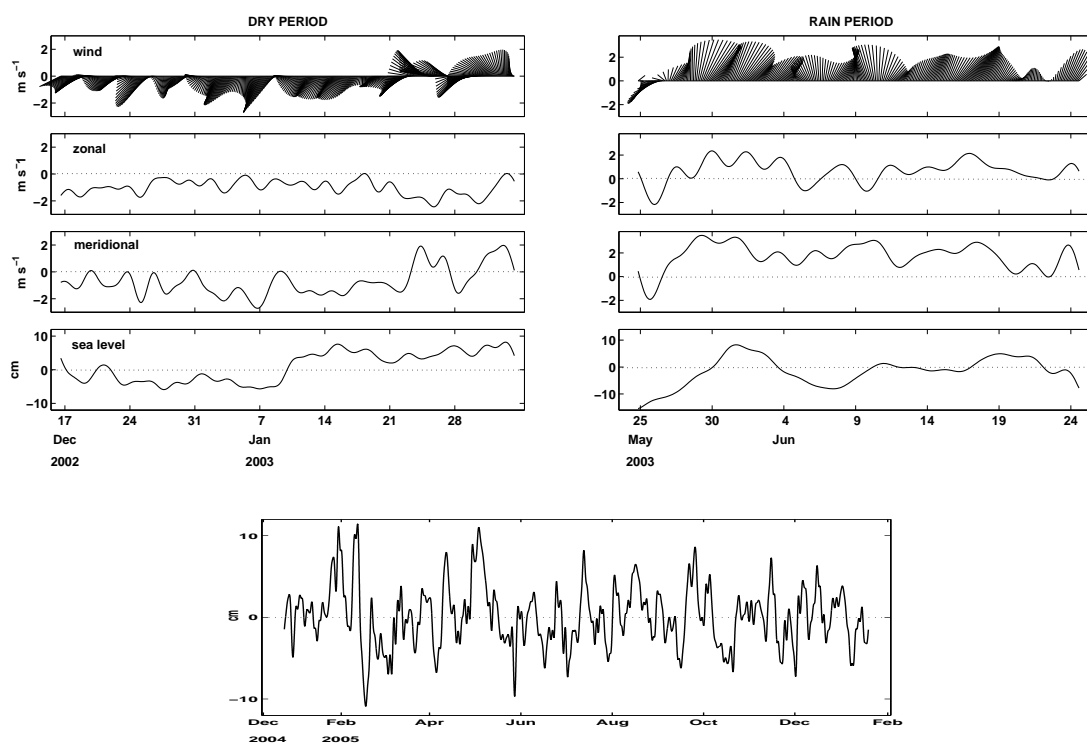 DRY PERIOD
RAIN PERIOD
wind
m s⁻¹
2
0
−2
2
0
−2
zonal
m s⁻¹
2
0
−2
2
0
−2
meridional
m s⁻¹
2
0
−2
2
0
−2
sea level
cm
10
0
−10
10
0
−10
17 24 31 7 14 21 28
Dec Jan
2002 2003
25 30 4 9 14 19 24
May Jun
2003
cm
10
0
−10
Dec Feb Apr Jun Aug Oct Dec Feb
2004 2005